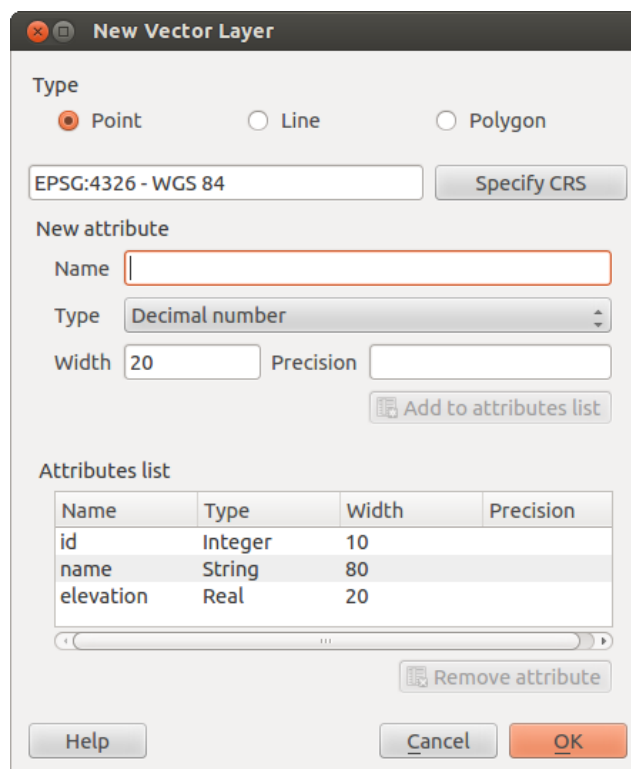 New Vector Layer
Type
Point Line Polygon
EPSG:4326 - WGS 84 Specify CRS
New attribute
Name
Type Decimal number
Width 20 Precision
Add to attributes list
Attributes list
Name Type Width Precision
id Integer 10
name String 80
elevation Real 20
Remove attribute
Help Cancel OK